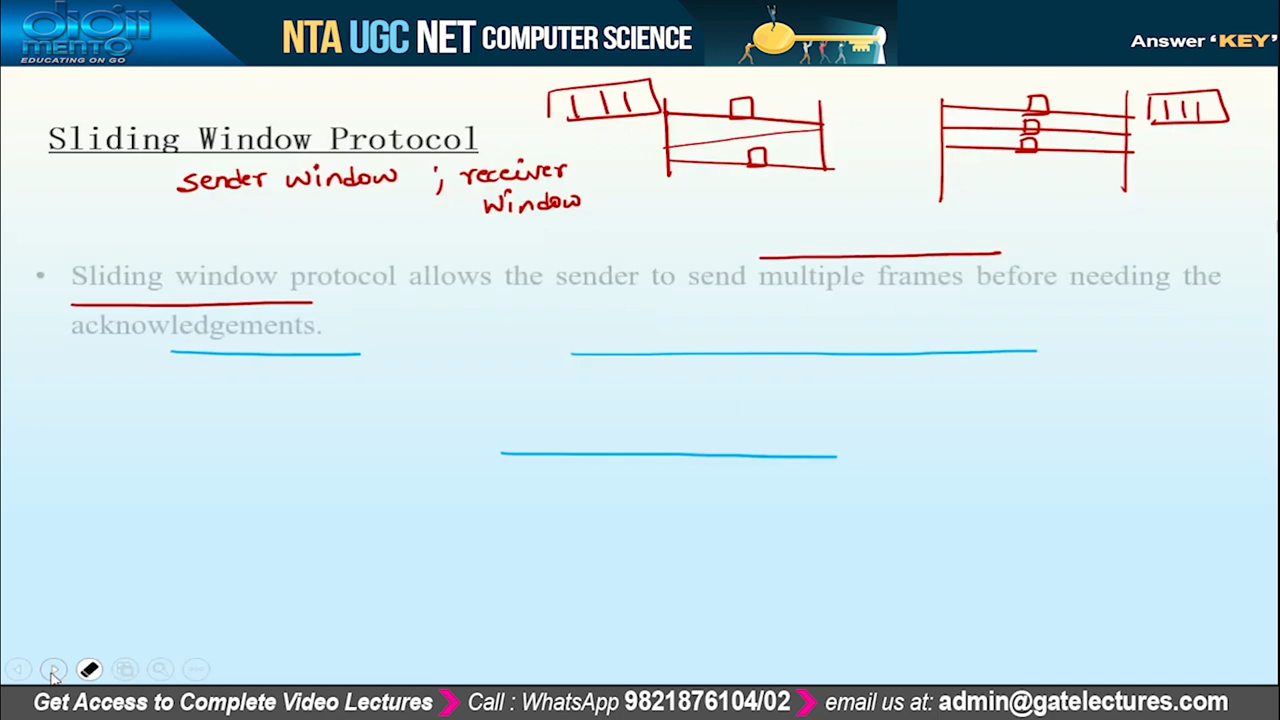 didii
MENTO
EDUCATING ON GO
NTA UGC NET COMPUTER SCIENCE
Answer ‘KEY’
Sliding Window Protocol
sender window ; receiver
window
• Sliding window protocol allows the sender to send multiple frames before needing the
acknowledgements.
Get Access to Complete Video Lectures Call : WhatsApp 9821876104/02 email us at: admin@gatelectures.com